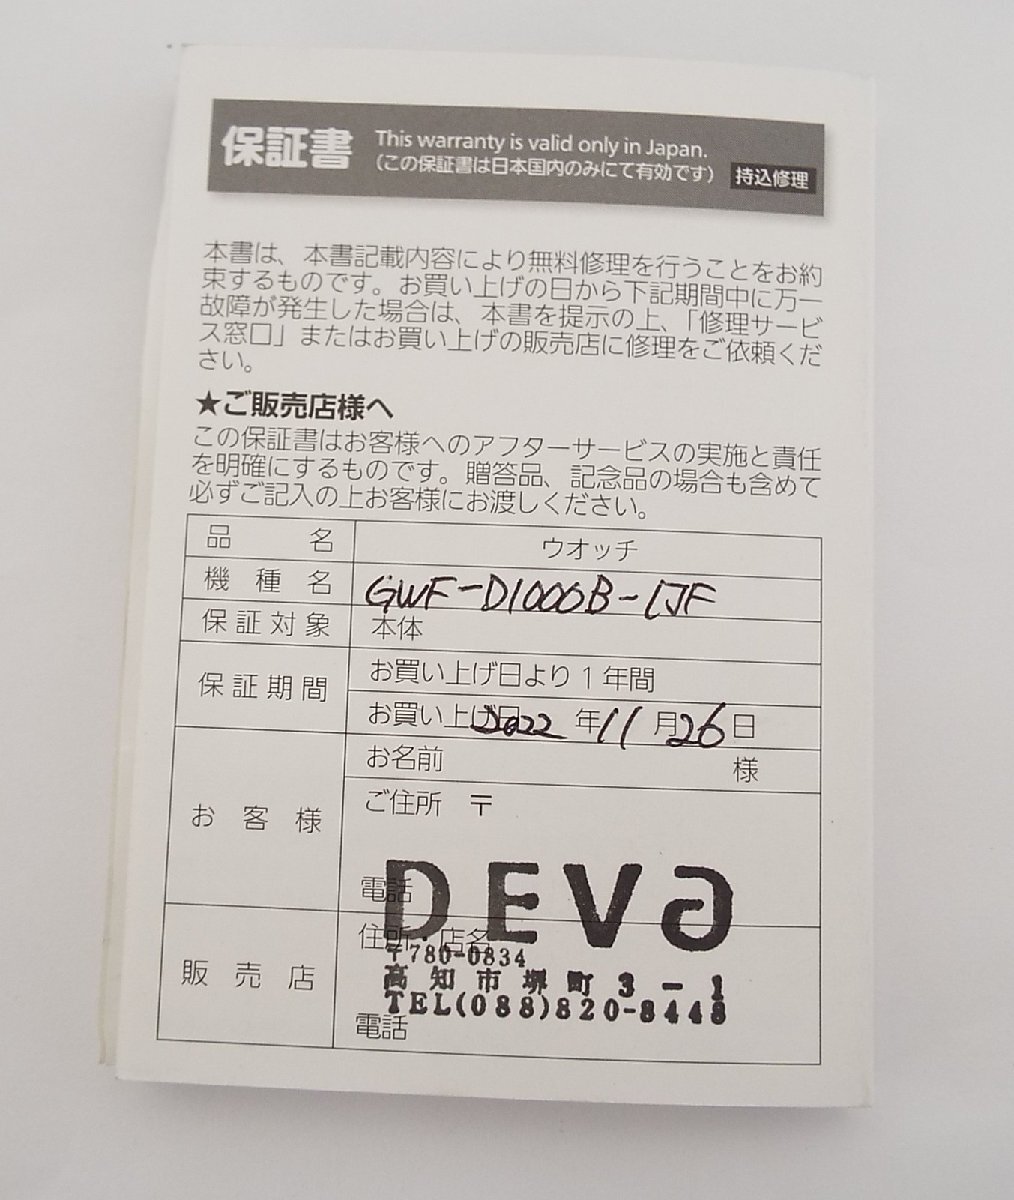 保証書
This warranty is valid only in Japan.
（この保証書は日本国内のみにて有効です）
持込修理
本書は、本書記載内容により無料修理を行うことをお約
束するものです。お買い上げの日から下記期間中に万一
故障が発生した場合は、本書を提示の上、「修理サービ
ス窓口」またはお買い上げの販売店に修理をご依頼くだ
さい。
★ご販売店様へ
この保証書はお客様へのアフターサービスの実施と責任
を明確にするものです。贈答品、記念品の場合も含めて
必ずご記入の上お客様にお渡しください。
品名 ウオッチ
機種名 GWF-D1000B-1JF
保証対象 本体
保証期間 お買い上げ日より1年間
お買い上げ日 2022年11月26日
お客様 お名前 様
ご住所 〒
電話
DEVa
販売店 住所・店名
〒780-0834
高知市堺町3-1
TEL(088)820-8448
電話